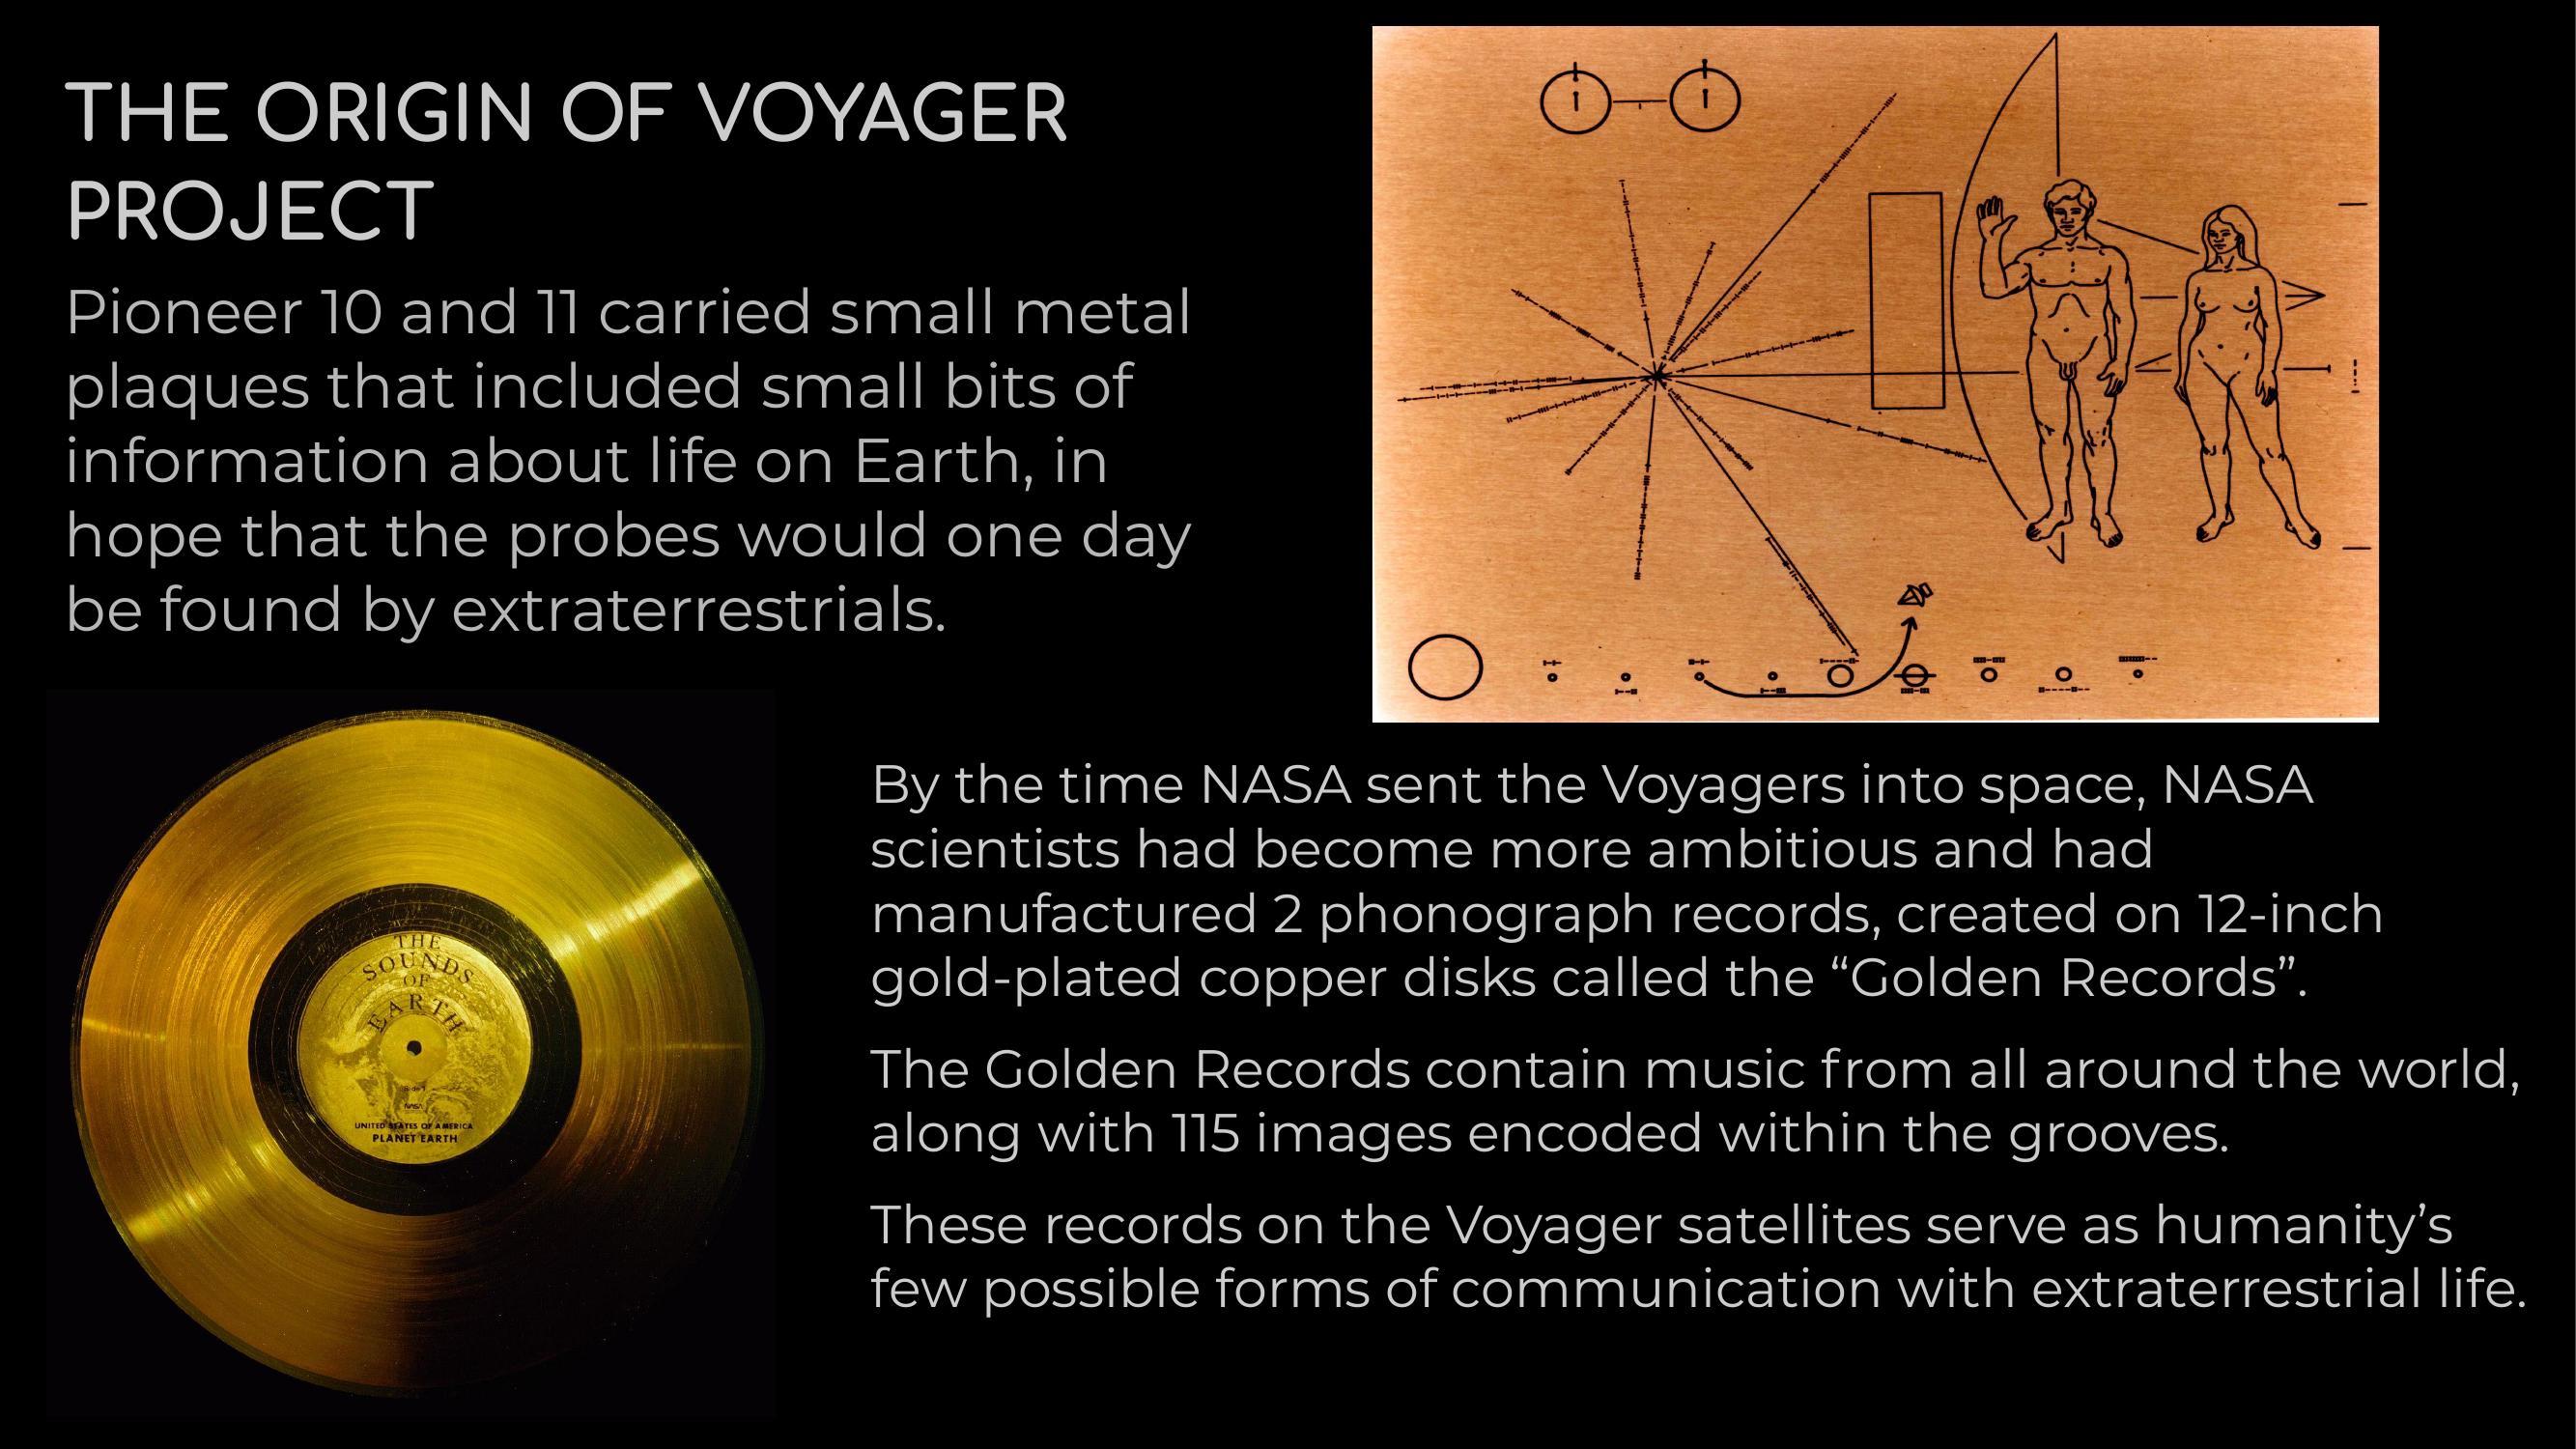 THE ORIGIN OF VOYAGER
PROJECT
Pioneer 10 and 11 carried small metal
plaques that included small bits of
information about life on Earth, in
hope that the probes would one day
be found by extraterrestrials.
THE
SOUNDS
OF
EARTH
NASA
UNITED STATES OF AMERICA
PLANET EARTH
By the time NASA sent the Voyagers into space, NASA
scientists had become more ambitious and had
manufactured 2 phonograph records, created on 12-inch
gold-plated copper disks called the “Golden Records”.
The Golden Records contain music from all around the world,
along with 115 images encoded within the grooves.
These records on the Voyager satellites serve as humanity’s
few possible forms of communication with extraterrestrial life.